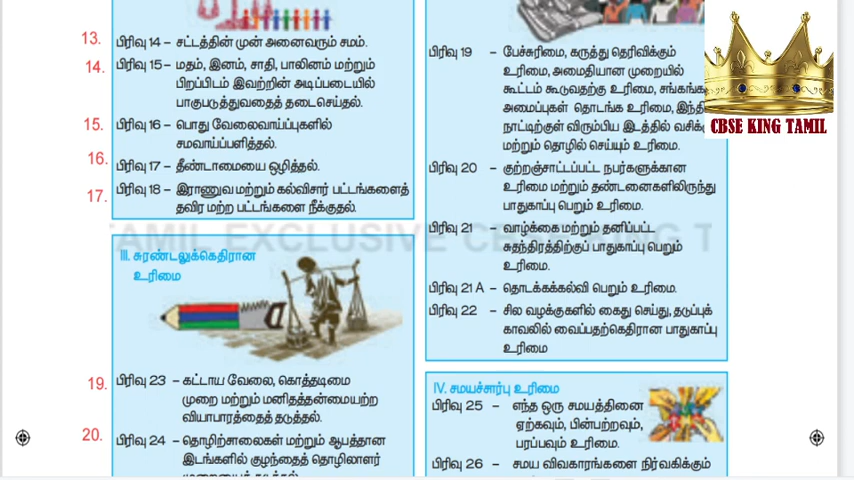 13. பிரிவு 14 – சட்டத்தின் முன் அனைவரும் சமம்.
14. பிரிவு 15 – மதம், இனம், சாதி, பாலினம் மற்றும்
பிறப்பிடம் இவற்றின் அடிப்படையில்
பாகுபடுத்துவதைத் தடைசெய்தல்.
15. பிரிவு 16 – பொது வேலைவாய்ப்புகளில்
சமவாய்ப்பளித்தல்.
16. பிரிவு 17 – தீண்டாமையை ஒழித்தல்.
17. பிரிவு 18 – இராணுவ மற்றும் கல்விசார் பட்டங்களைத்
தவிர மற்ற பட்டங்களை நீக்குதல்.
III. சுரண்டலுக்கெதிரான
உரிமை
19. பிரிவு 23 – கட்டாய வேலை, கொத்தடிமை
முறை மற்றும் மனிதத்தன்மையற்ற
வியாபாரத்தைத் தடுத்தல்.
20. பிரிவு 24 – தொழிற்சாலைகள் மற்றும் ஆபத்தான
இடங்களில் குழந்தைத் தொழிலாளர்
பிரிவு 19 – பேச்சுரிமை, கருத்து தெரிவிக்கும்
உரிமை, அமைதியான முறையில்
கூட்டம் கூடுவதற்கு உரிமை,
அமைப்புகள் தொடங்க உரிமை,
நாட்டிற்குள் விரும்பிய இடத்தில்
மற்றும் தொழில் செய்யும் உரிமை.
பிரிவு 20 – குற்றஞ்சாட்டப்பட்ட நபர்களுக்கான
உரிமை மற்றும் தண்டனைகளிலிருந்து
பாதுகாப்பு பெறும் உரிமை.
பிரிவு 21 – வாழ்க்கை மற்றும் தனிப்பட்ட
சுதந்திரத்திற்குப் பாதுகாப்பு பெறும்
உரிமை.
பிரிவு 21 A – தொடக்கக்கல்வி பெறும் உரிமை.
பிரிவு 22 – சில வழக்குகளில் கைது செய்து, தடுப்புக்
காவலில் வைப்பதற்கெதிரான பாதுகாப்பு
உரிமை
IV. சமயச்சார்பு உரிமை
பிரிவு 25 – எந்த ஒரு சமயத்தினை
ஏற்கவும், பின்பற்றவும்,
பரப்பவும் உரிமை.
பிரிவு 26 – சமய விவகாரங்களை நிர்வகிக்கும்
CBSE KING TAMIL
TAMIL EXCLUSIVE CBSE KING T